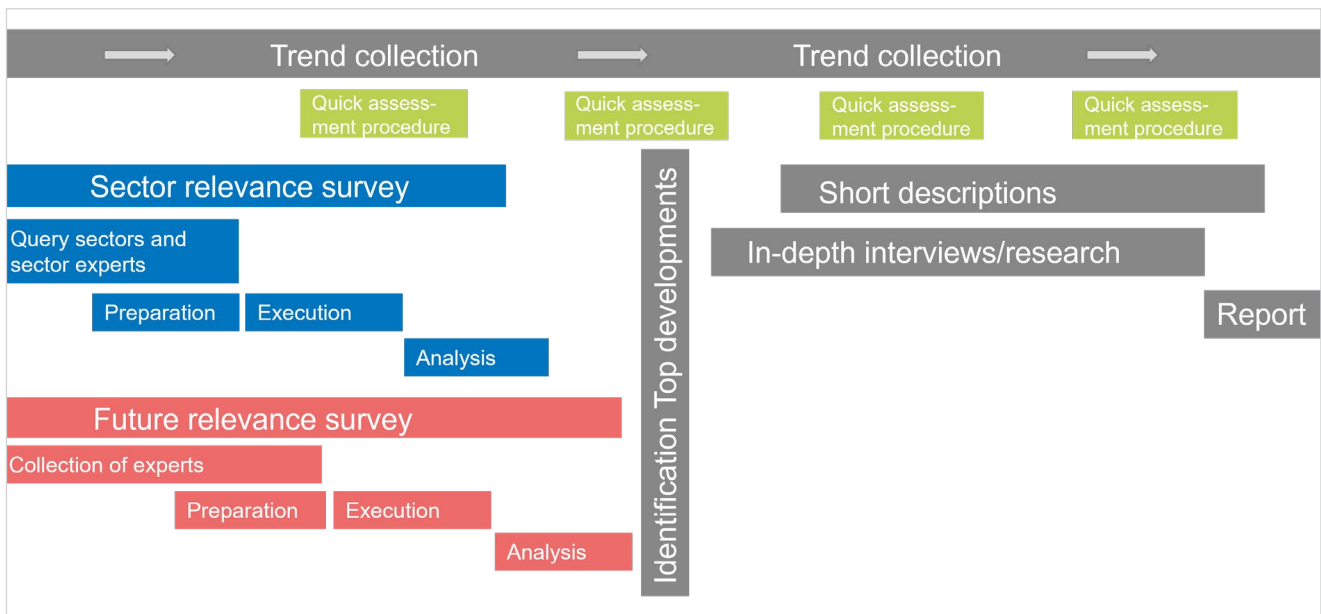 Trend collection
Trend collection
Quick assess-
ment procedure
Quick assess-
ment procedure
Quick assess-
ment procedure
Quick assess-
ment procedure
Sector relevance survey
Query sectors and
sector experts
Preparation
Execution
Analysis
Future relevance survey
Collection of experts
Preparation
Execution
Analysis
Identification Top developments
Short descriptions
In-depth interviews/research
Report